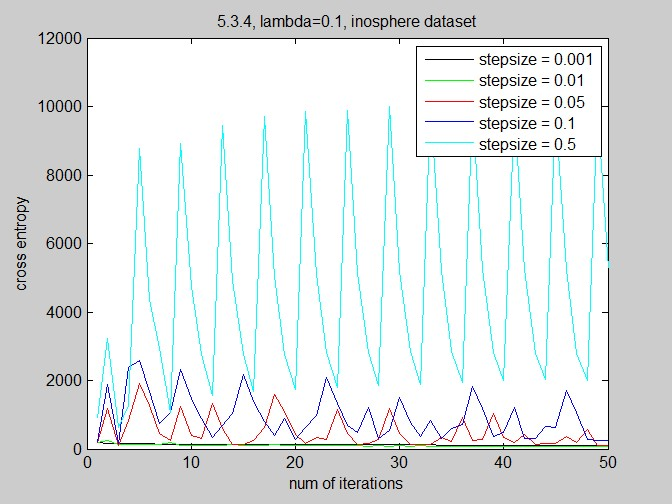 5.3.4, lambda=0.1, inosphere dataset
12000
10000
8000
6000
4000
2000
0
cross entropy
stepsize = 0.001
stepsize = 0.01
stepsize = 0.05
stepsize = 0.1
stepsize = 0.5
0 10 20 30 40 50
num of iterations